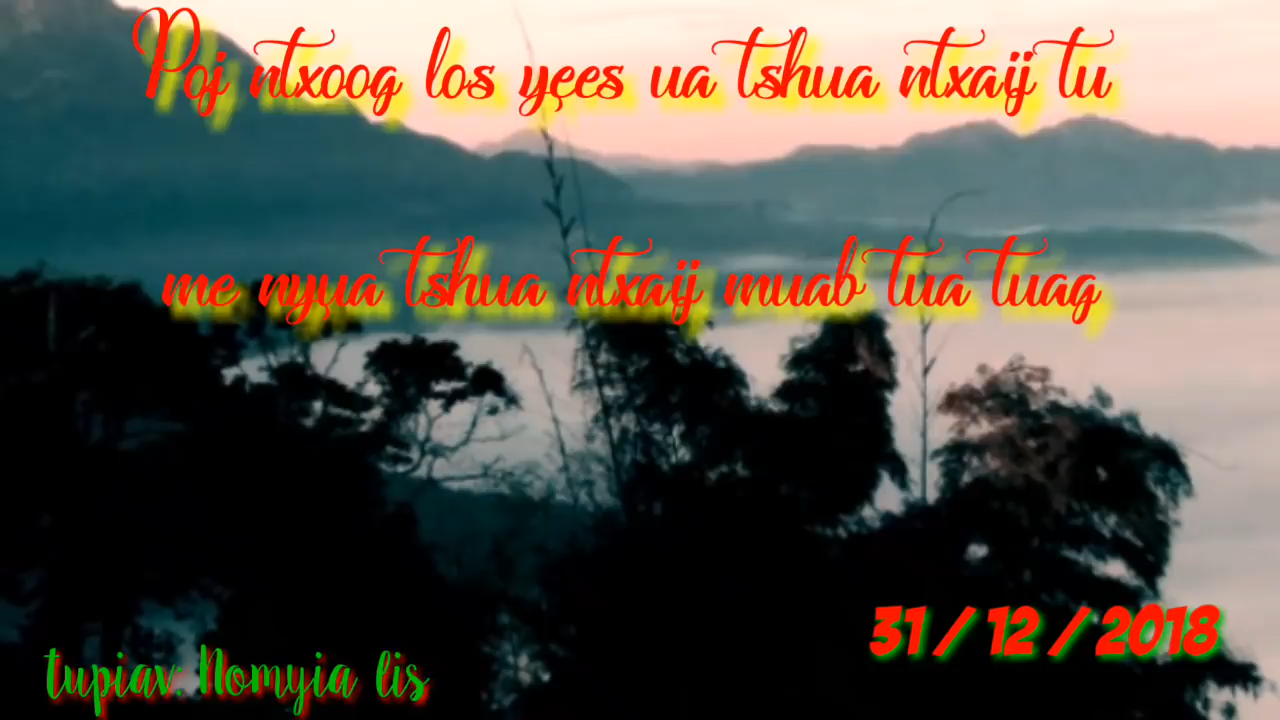 Poj ntxoog los yees ua tshua ntxaij tu
me nyua tshua ntxaij muab tua tuag
31/12/2018
tupiav: Nomyia lis